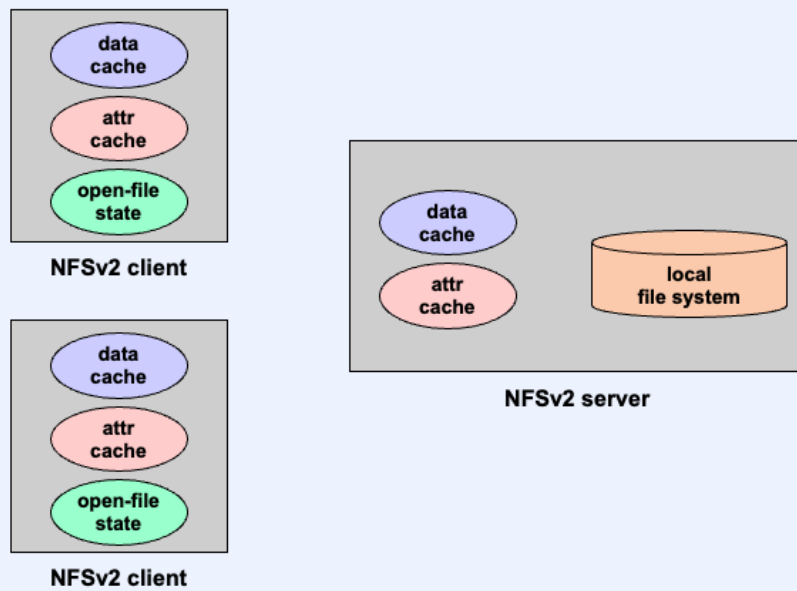 data
cache
attr
cache
open-file
state
NFSv2 client
data
cache
attr
cache
local
file system
NFSv2 server
data
cache
attr
cache
open-file
state
NFSv2 client